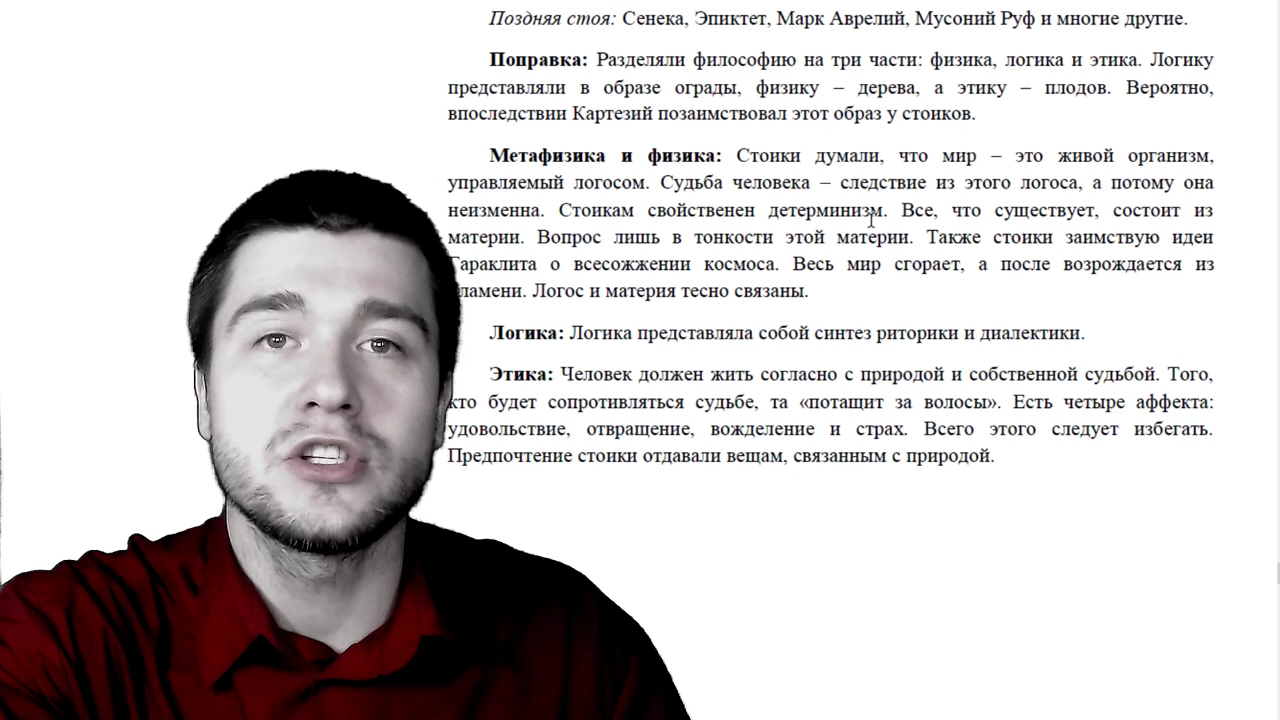 Поздняя стоя: Сенека, Эпиктет, Марк Аврелий, Мусоний Руф и многие другие.
Поправка: Разделяли философию на три части: физика, логика и этика. Логику
представляли в образе ограды, физику – дерева, а этику – плодов. Вероятно,
впоследствии Картезий позаимствовал этот образ у стоиков.
Метафизика и физика: Стоики думали, что мир – это живой организм,
управляемый логосом. Судьба человека – следствие из этого логоса, а потому она
неизменна. Стоикам свойственен детерминизм. Все, что существует, состоит из
материи. Вопрос лишь в тонкости этой материи. Также стоики заимствую идеи
Гараклита о всесожжении космоса. Весь мир сгорает, а после возрождается из
пламени. Логос и материя тесно связаны.
Логика: Логика представляла собой синтез риторики и диалектики.
Этика: Человек должен жить согласно с природой и собственной судьбой. Того,
кто будет сопротивляться судьбе, та «потащит за волосы». Есть четыре аффекта:
удовольствие, отвращение, вожделение и страх. Всего этого следует избегать.
Предпочтение стоики отдавали вещам, связанным с природой.